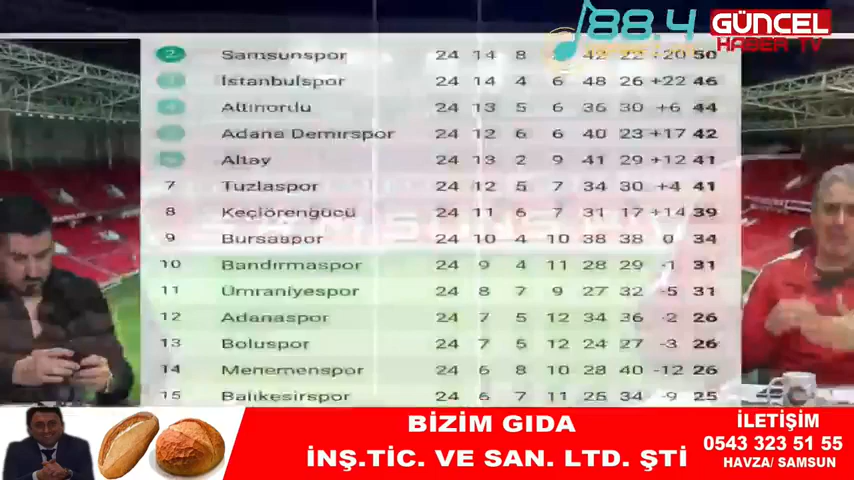 88.4
GÜNCEL
HABER TV
2 Samsunspor 24 14 8 42 22 +20 50
İstanbulspor 24 14 4 6 48 26 +22 46
Altınordu 24 13 5 6 36 30 +6 44
Adana Demirspor 24 12 6 6 40 23 +17 42
Altay 24 13 2 9 41 29 +12 41
7 Tuzlaspor 24 12 5 7 34 30 +4 41
8 Keçiörengücü 24 11 6 7 31 17 +14 39
9 Bursaspor 24 10 4 10 38 38 0 34
10 Bandırmaspor 24 9 4 11 28 29 -1 31
11 Ümraniyespor 24 8 7 9 27 32 -5 31
12 Adanaspor 24 7 5 12 34 36 -2 26
13 Boluspor 24 7 5 12 24 27 -3 26
14 Menemenspor 24 6 8 10 28 40 -12 26
15 Balıkesirspor 24 6 7 11 25 34 -9 25
BİZİM GIDA
İNŞ.TİC. VE SAN. LTD. ŞTİ
İLETİŞİM
0543 323 51 55
HAVZA/ SAMSUN